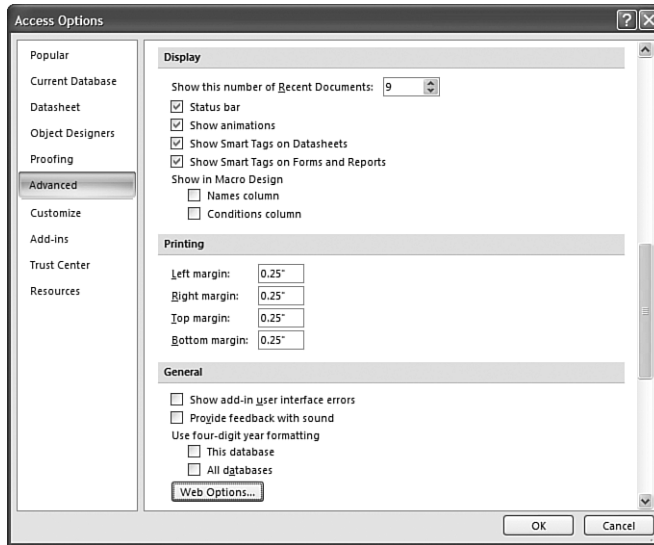 Access Options
Popular
Current Database
Datasheet
Object Designers
Proofing
Advanced
Customize
Add-ins
Trust Center
Resources
Display
Show this number of Recent Documents: 9
Status bar
Show animations
Show Smart Tags on Datasheets
Show Smart Tags on Forms and Reports
Show in Macro Design
Names column
Conditions column
Printing
Left margin: 0.25"
Right margin: 0.25"
Top margin: 0.25"
Bottom margin: 0.25"
General
Show add-in user interface errors
Provide feedback with sound
Use four-digit year formatting
This database
All databases
Web Options...
OK Cancel